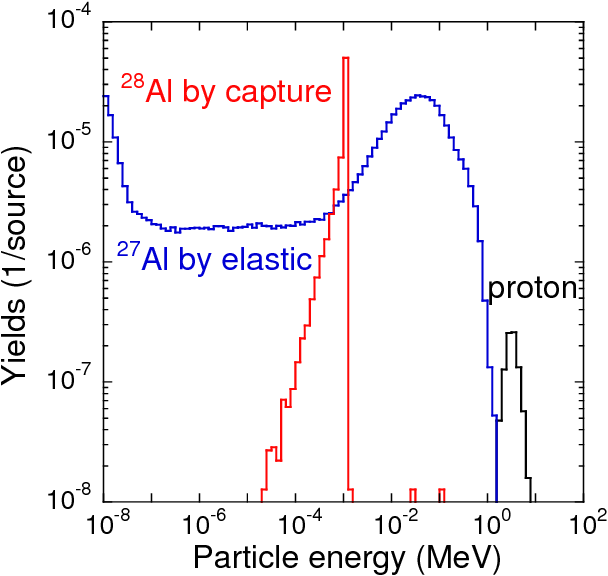 10^-4
^28Al by capture
10^-5
^27Al by elastic
10^-6
proton
10^-7
10^-8
10^-8 10^-6 10^-4 10^-2 10^0 10^2
Particle energy (MeV)
Yields (1/source)